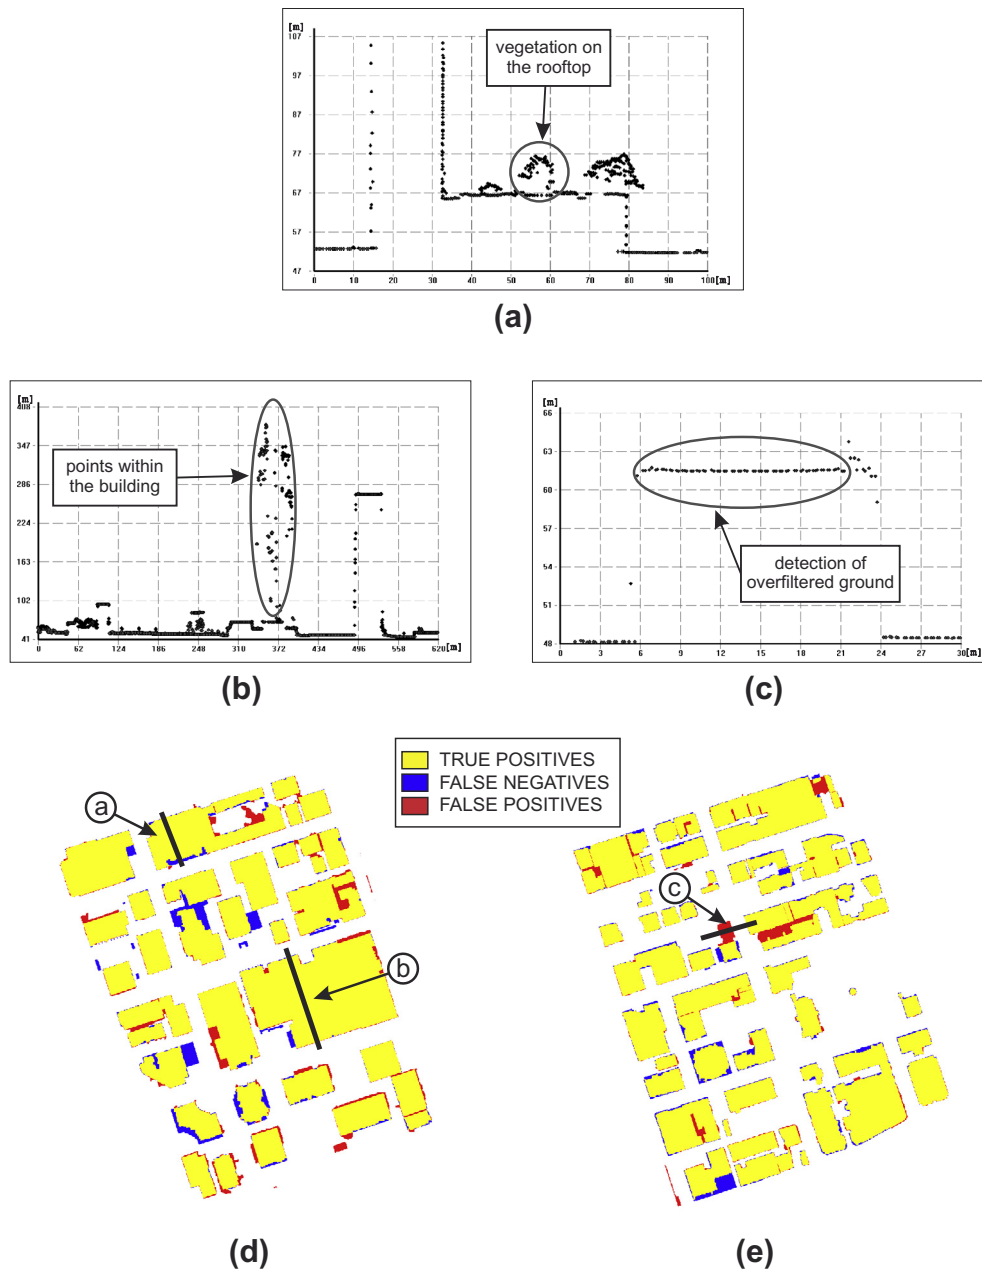 [m]
107
97
87
77
67
57
47
vegetation on
the rooftop
0 10 20 30 40 50 60 70 80 90 100 [m]
(a)
[m]
408
347
286
224
163
102
41
points within
the building
0 62 124 186 248 310 372 434 496 558 620 [m]
(b)
[m]
66
63
60
57
54
51
48
detection of
overfiltered ground
0 3 6 9 12 15 18 21 24 27 30 [m]
(c)
TRUE POSITIVES
FALSE NEGATIVES
FALSE POSITIVES
a
b
c
(d)
(e)